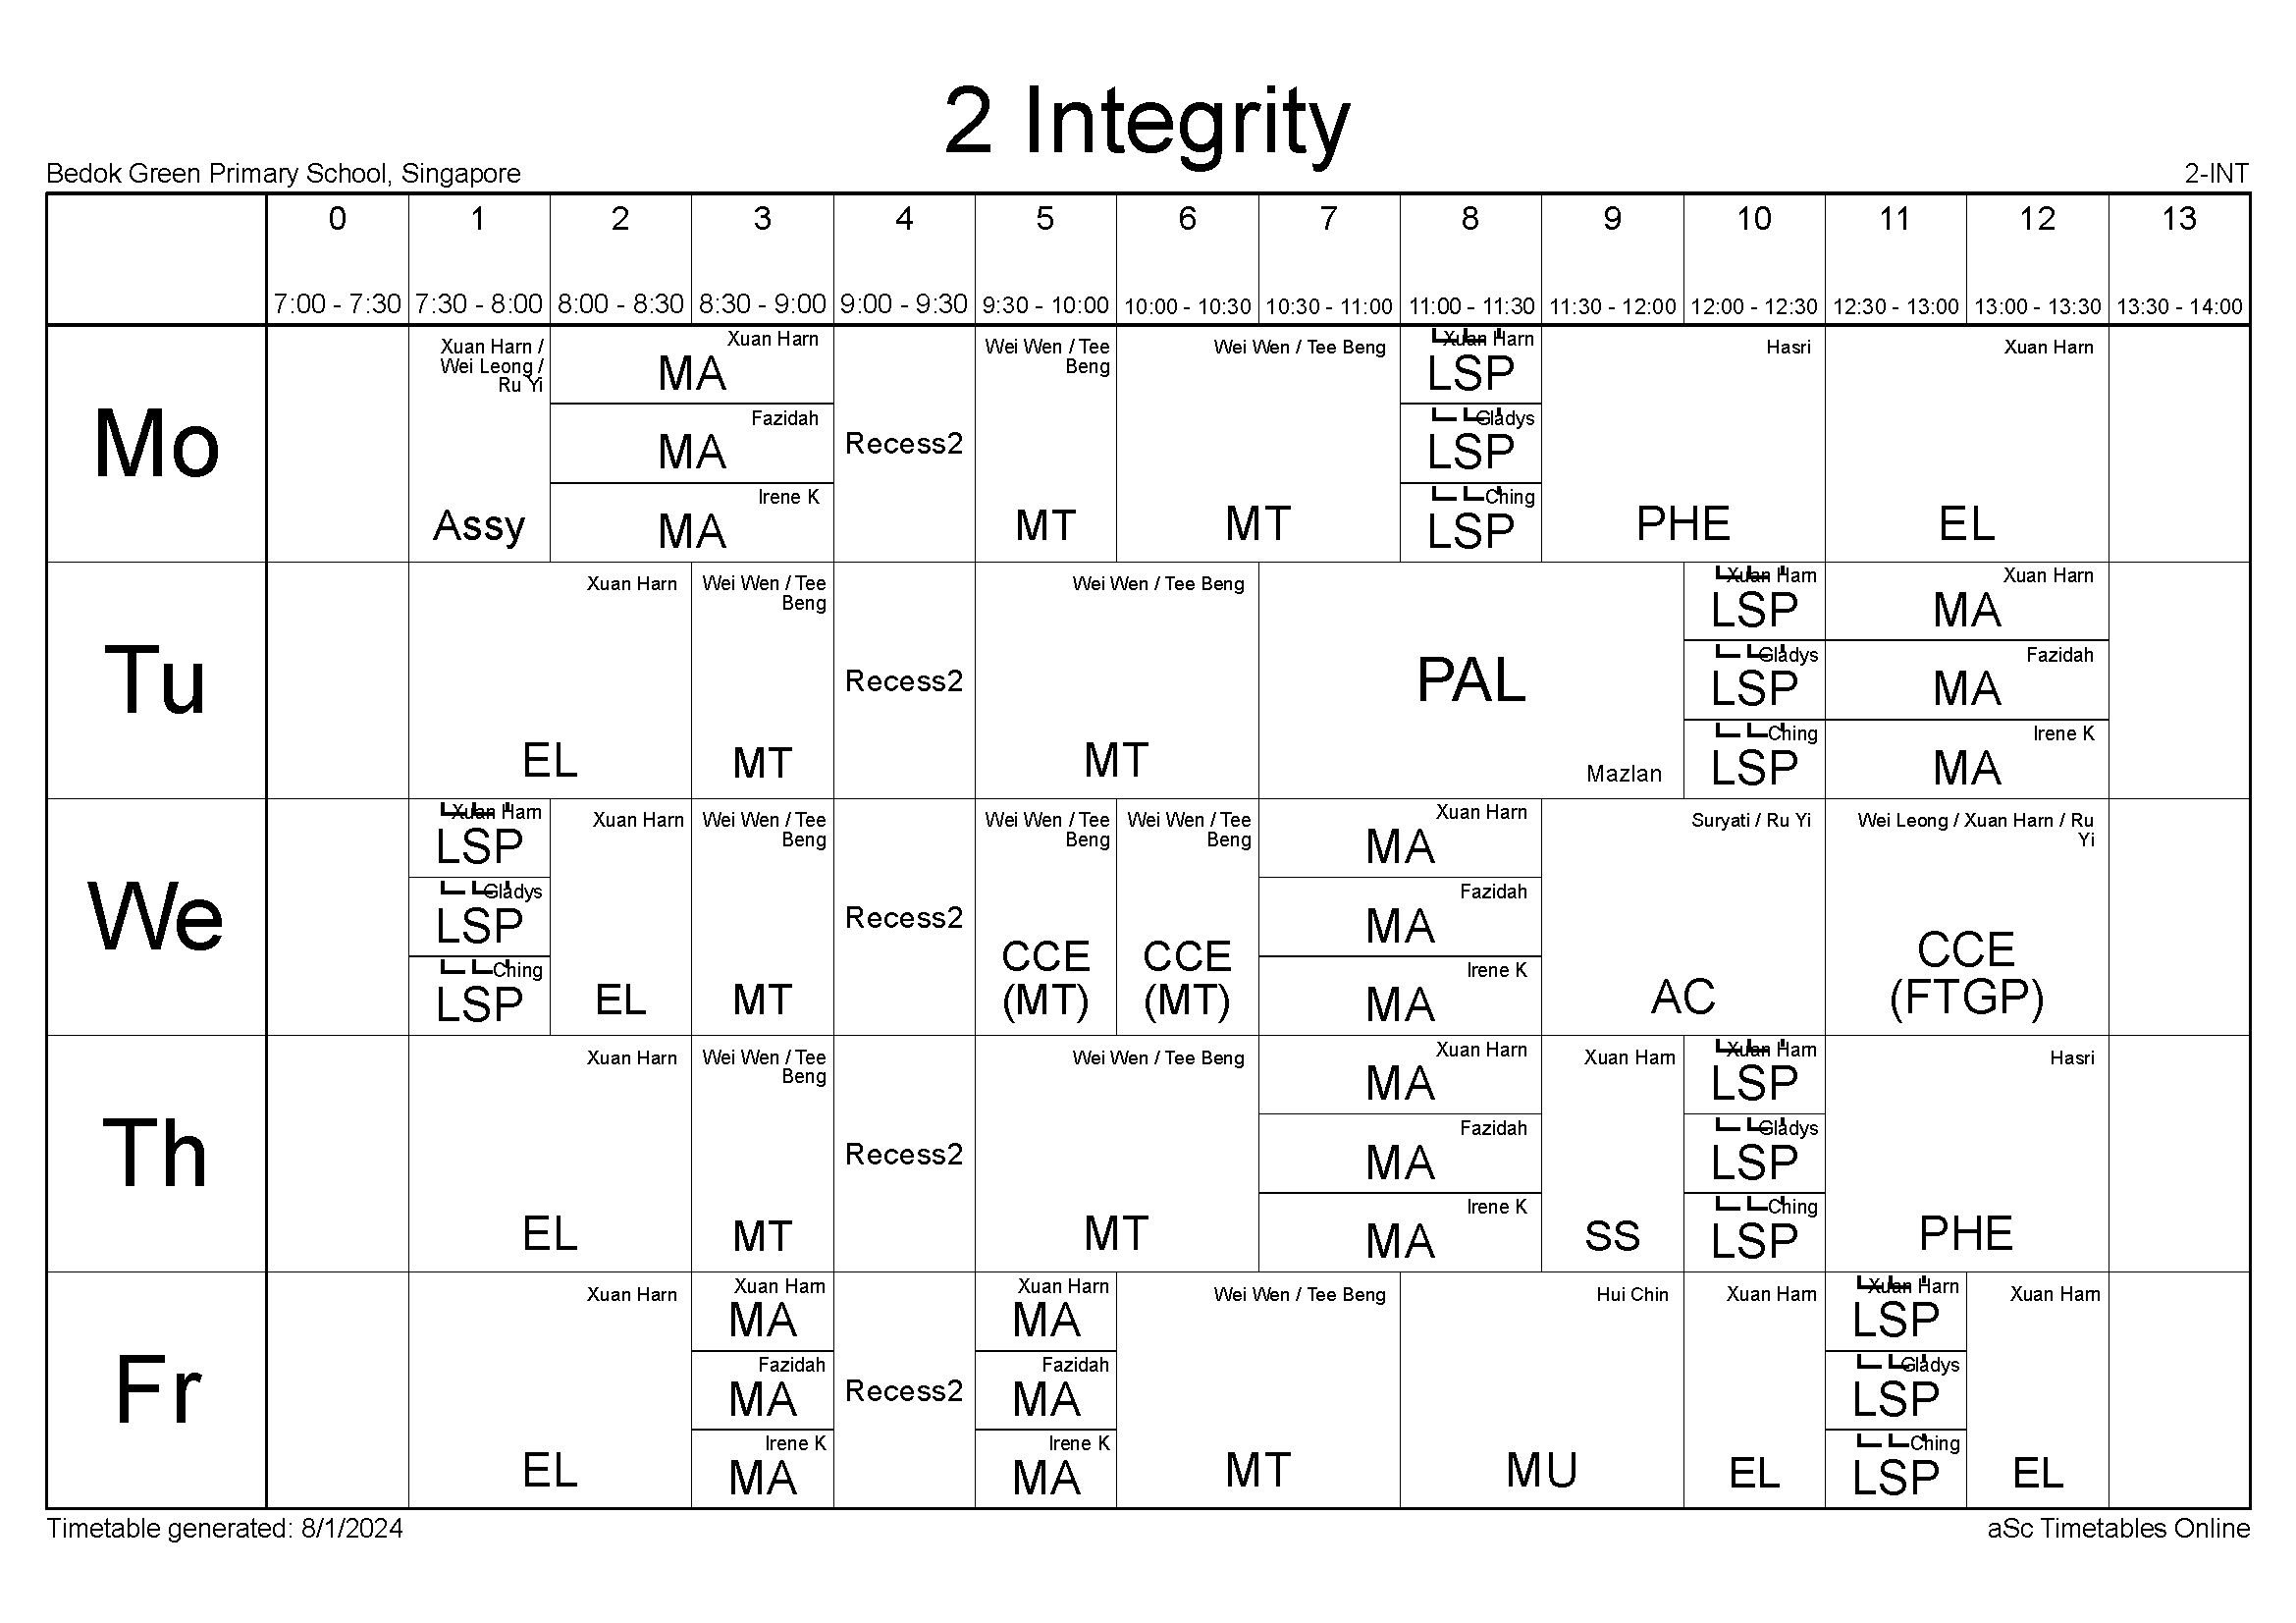 2 Integrity
Bedok Green Primary School, Singapore
2-INT
0 1 2 3 4 5 6 7 8 9 10 11 12 13
7:00 - 7:30 7:30 - 8:00 8:00 - 8:30 8:30 - 9:00 9:00 - 9:30 9:30 - 10:00 10:00 - 10:30 10:30 - 11:00 11:00 - 11:30 11:30 - 12:00 12:00 - 12:30 12:30 - 13:00 13:00 - 13:30 13:30 - 14:00
Mo
Xuan Harn /
Wei Leong /
Ru Yi
Assy
Xuan Harn
MA
Fazidah
MA
Irene K
MA
Recess2
Wei Wen / Tee
Beng
MT
Wei Wen / Tee Beng
MT
Xuan Harn
LSP
Gladys
LSP
Ching
LSP
Hasri
PHE
Xuan Harn
EL
Tu
Xuan Harn
EL
Wei Wen / Tee
Beng
MT
Recess2
Wei Wen / Tee Beng
MT
PAL
Mazlan
Xuan Harn
LSP
Gladys
LSP
Ching
LSP
Xuan Harn
MA
Fazidah
MA
Irene K
MA
We
Xuan Harn
LSP
Gladys
LSP
Ching
LSP
Xuan Harn
EL
Wei Wen / Tee
Beng
MT
Recess2
Wei Wen / Tee
Beng
CCE
(MT)
Wei Wen / Tee
Beng
CCE
(MT)
Xuan Harn
MA
Fazidah
MA
Irene K
MA
Suryati / Ru Yi
AC
Wei Leong / Xuan Harn / Ru
Yi
CCE
(FTGP)
Th
Xuan Harn
EL
Wei Wen / Tee
Beng
MT
Recess2
Wei Wen / Tee Beng
MT
Xuan Harn
MA
Fazidah
MA
Irene K
MA
Xuan Harn
SS
Xuan Harn
LSP
Gladys
LSP
Ching
LSP
Hasri
PHE
Fr
Xuan Harn
EL
Xuan Harn
MA
Fazidah
MA
Irene K
MA
Recess2
Xuan Harn
MA
Fazidah
MA
Irene K
MA
Wei Wen / Tee Beng
MT
Hui Chin
MU
Xuan Harn
EL
Xuan Harn
LSP
Gladys
LSP
Ching
LSP
Xuan Harn
EL
Timetable generated: 8/1/2024
aSc Timetables Online